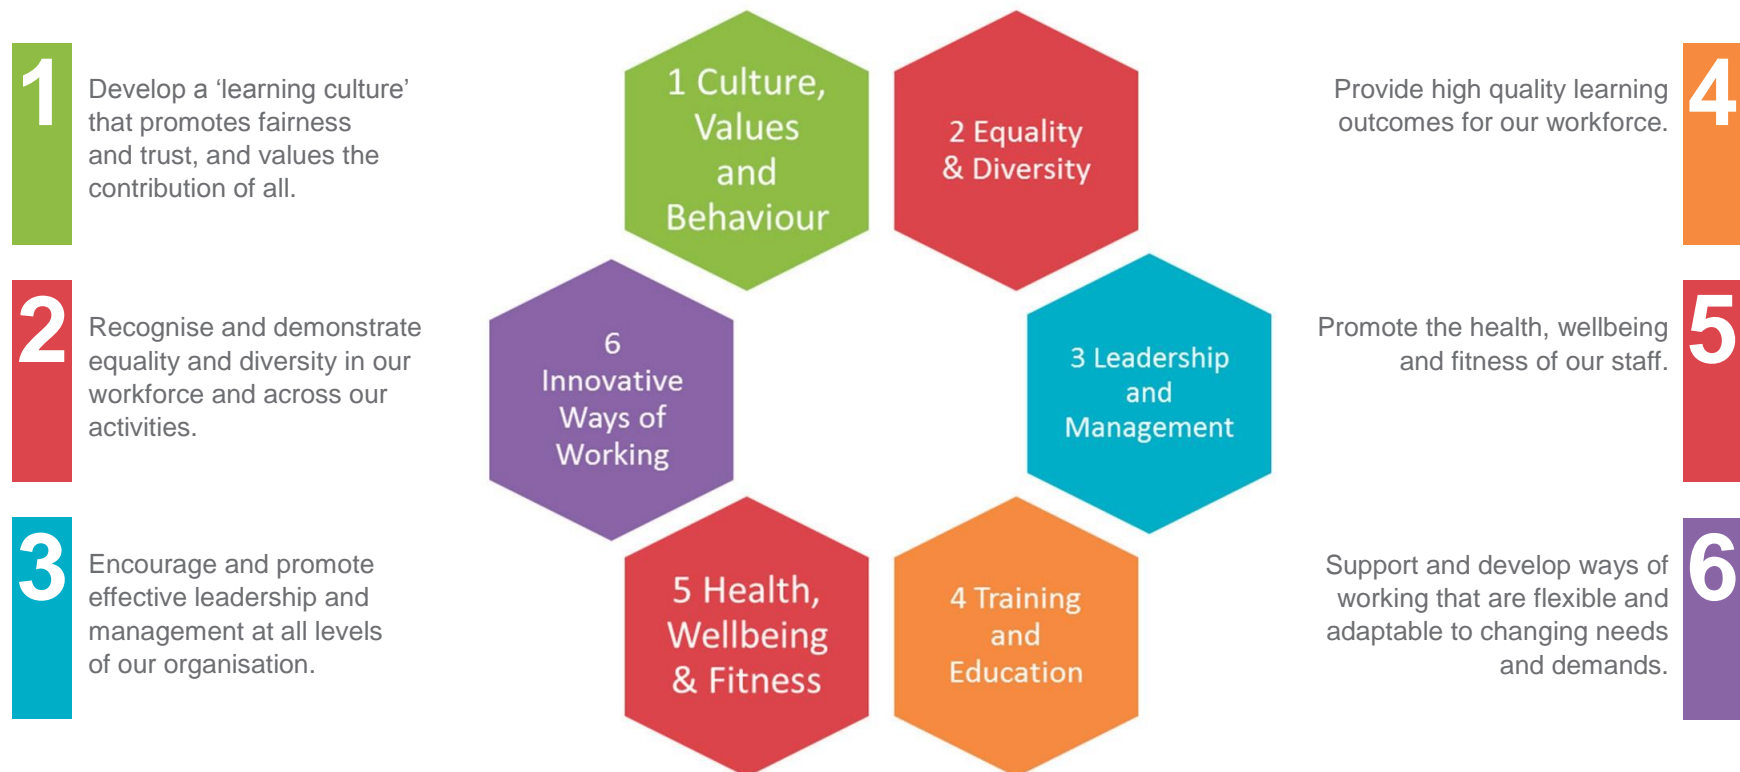 1
Develop a ‘learning culture’
that promotes fairness
and trust, and values the
contribution of all.
2
Recognise and demonstrate
equality and diversity in our
workforce and across our
activities.
3
Encourage and promote
effective leadership and
management at all levels
of our organisation.
1 Culture,
Values
and
Behaviour
2 Equality
& Diversity
3 Leadership
and
Management
4 Training
and
Education
5 Health,
Wellbeing
& Fitness
6
Innovative
Ways of
Working
4
Provide high quality learning
outcomes for our workforce.
5
Promote the health, wellbeing
and fitness of our staff.
6
Support and develop ways of
working that are flexible and
adaptable to changing needs
and demands.